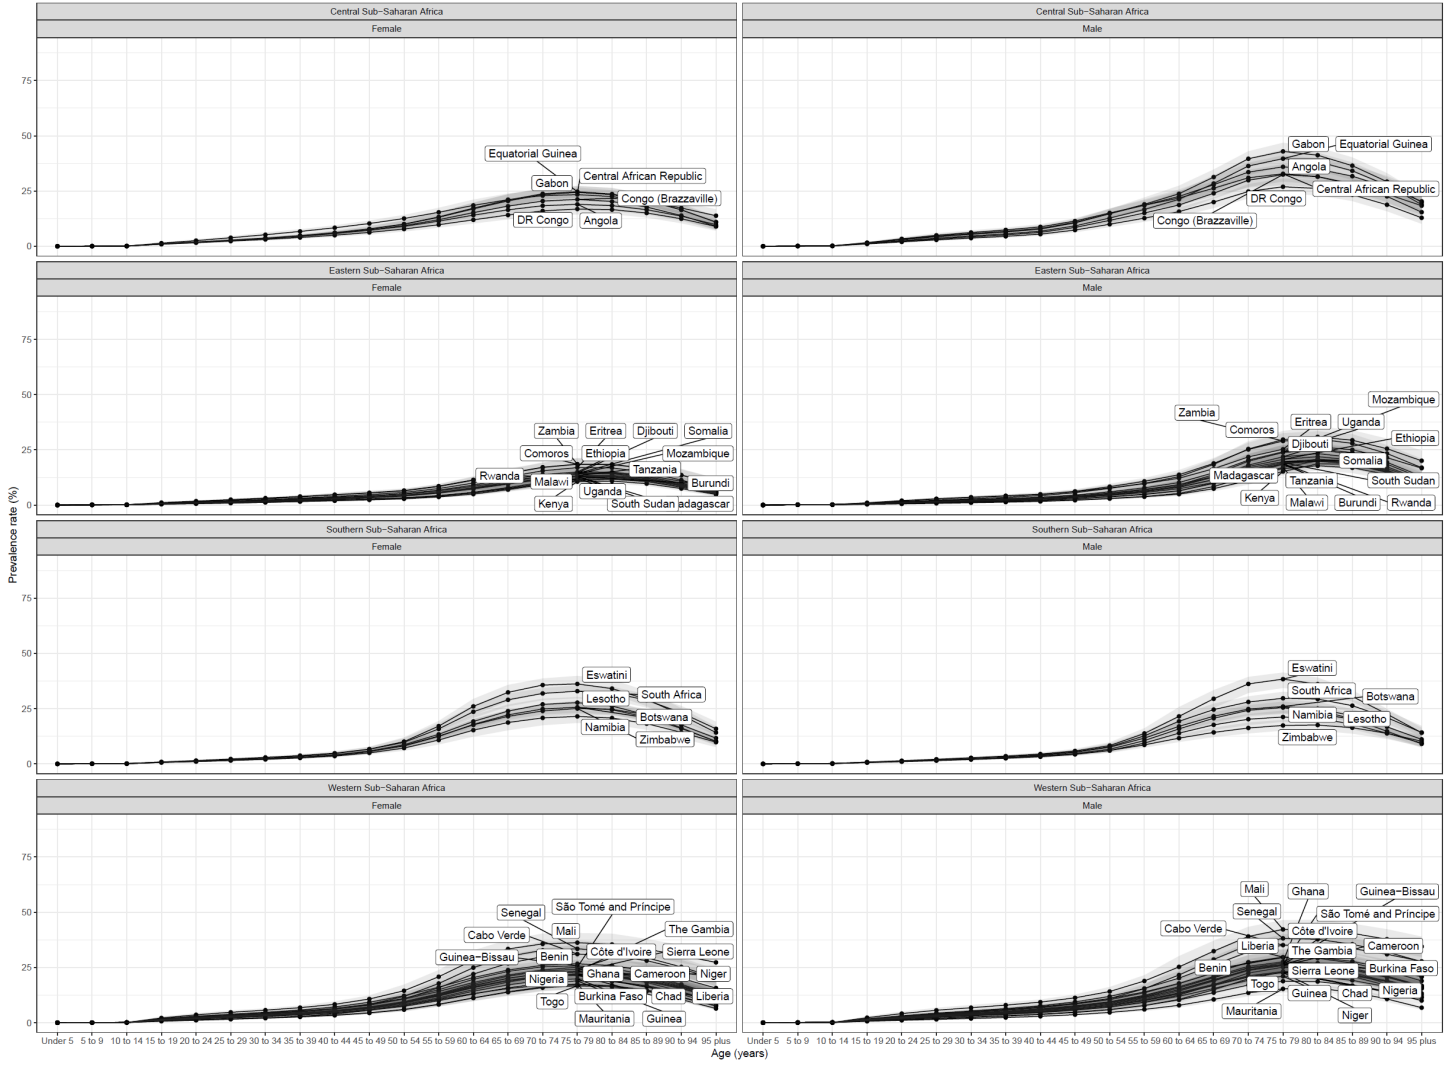 Central Sub−Saharan Africa
Central Sub−Saharan Africa
Female
Male
75
50
25
0
Equatorial Guinea
Gabon
Central African Republic
Congo (Brazzaville)
DR Congo
Angola
Gabon
Equatorial Guinea
Angola
Central African Republic
DR Congo
Congo (Brazzaville)
Eastern Sub−Saharan Africa
Eastern Sub−Saharan Africa
Female
Male
75
50
25
0
Zambia
Eritrea
Djibouti
Somalia
Comoros
Ethiopia
Mozambique
Rwanda
Tanzania
Malawi
Burundi
Uganda
Kenya
South Sudan
adagascar
Mozambique
Zambia
Eritrea
Uganda
Comoros
Djibouti
Ethiopia
Somalia
Madagascar
Tanzania
South Sudan
Kenya
Malawi
Burundi
Rwanda
Prevalence rate (%)
Southern Sub−Saharan Africa
Southern Sub−Saharan Africa
Female
Male
75
50
25
0
Eswatini
South Africa
Lesotho
Botswana
Namibia
Zimbabwe
Eswatini
South Africa
Botswana
Namibia
Lesotho
Zimbabwe
Western Sub−Saharan Africa
Western Sub−Saharan Africa
Female
Male
75
50
25
0
São Tomé and Príncipe
Senegal
Mali
The Gambia
Cabo Verde
Côte d'Ivoire
Sierra Leone
Guinea−Bissau
Benin
Nigeria
Ghana
Cameroon
Niger
Togo
Burkina Faso
Chad
Liberia
Mauritania
Guinea
Mali
Ghana
Guinea−Bissau
Senegal
São Tomé and Príncipe
Cabo Verde
Côte d'Ivoire
Liberia
The Gambia
Cameroon
Benin
Sierra Leone
Burkina Faso
Togo
Guinea
Chad
Nigeria
Mauritania
Niger
Under 5 5 to 9 10 to 14 15 to 19 20 to 24 25 to 29 30 to 34 35 to 39 40 to 44 45 to 49 50 to 54 55 to 59 60 to 64 65 to 69 70 to 74 75 to 79 80 to 84 85 to 89 90 to 94 95 plus
Under 5 5 to 9 10 to 14 15 to 19 20 to 24 25 to 29 30 to 34 35 to 39 40 to 44 45 to 49 50 to 54 55 to 59 60 to 64 65 to 69 70 to 74 75 to 79 80 to 84 85 to 89 90 to 94 95 plus
Age (years)